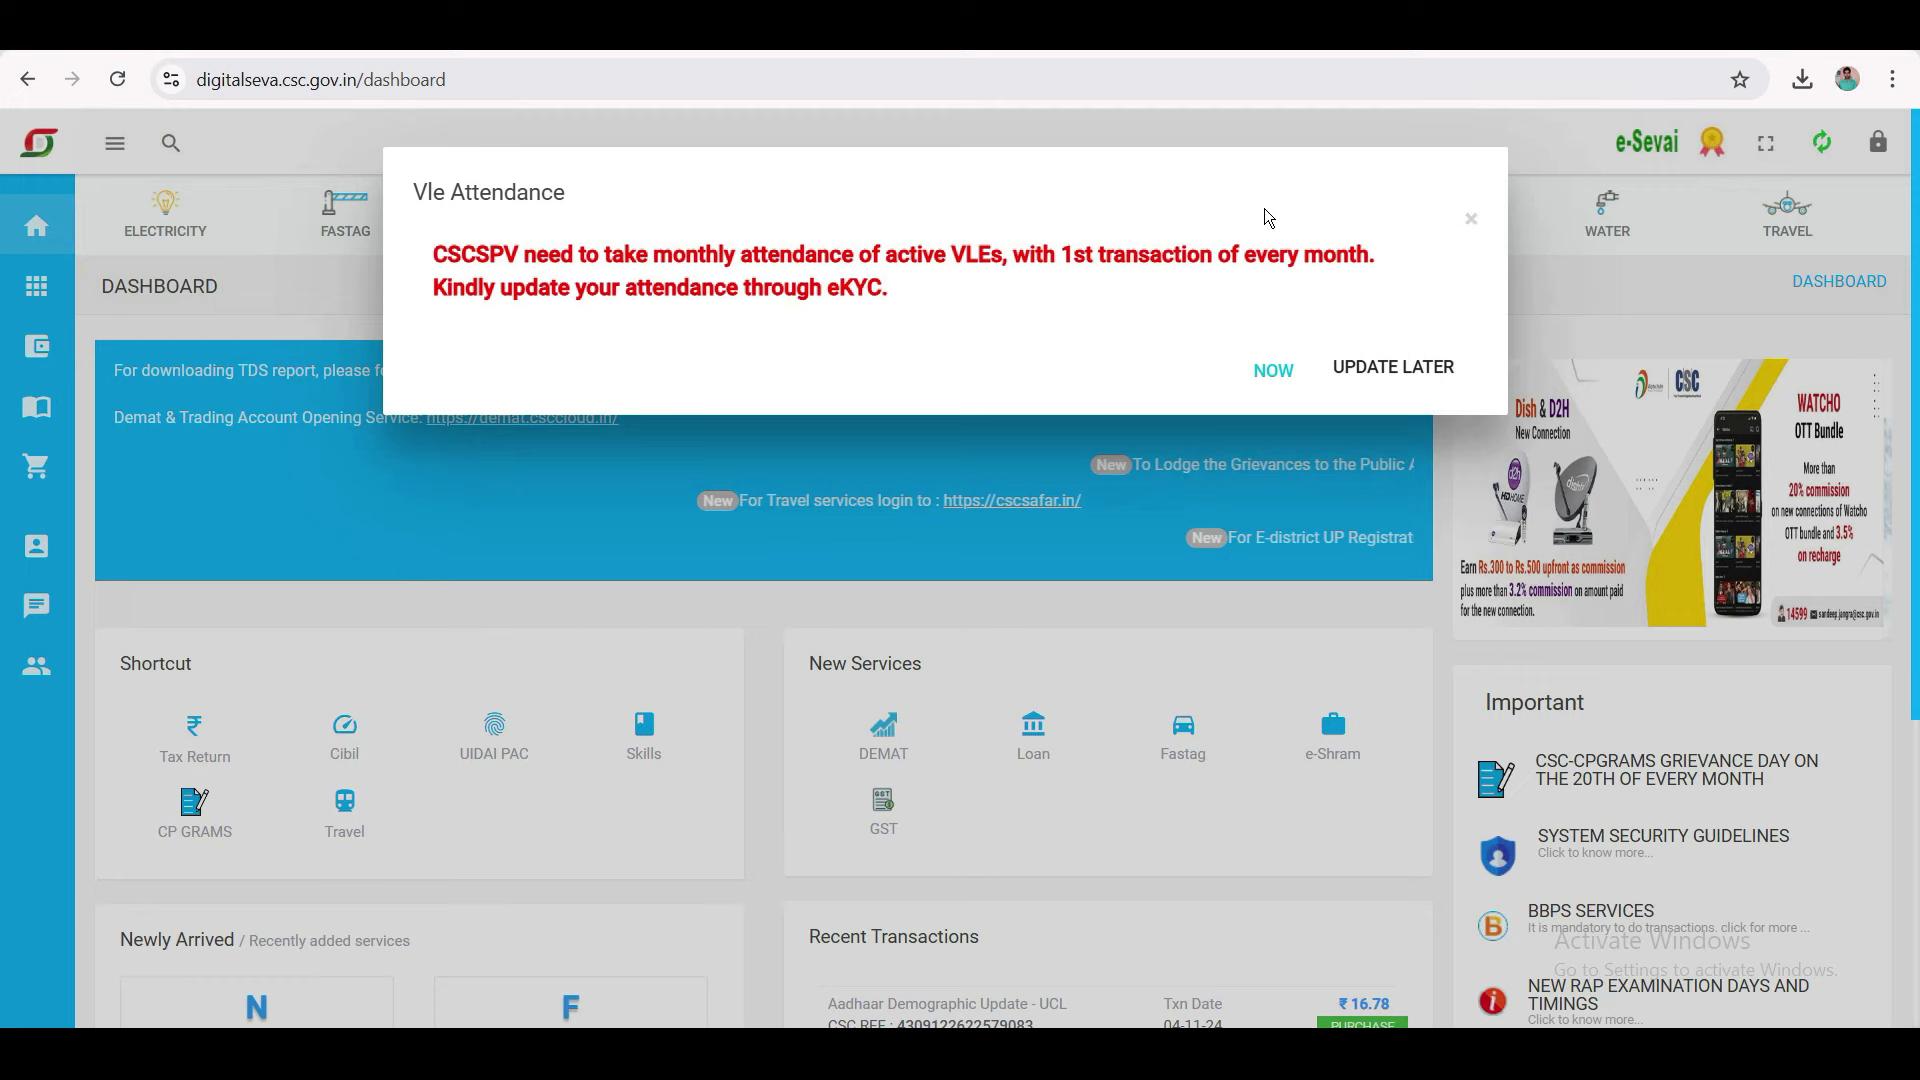 digitalseva.csc.gov.in/dashboard
e-Sevai
Vle Attendance
CSCSPV need to take monthly attendance of active VLEs, with 1st transaction of every month.
Kindly update your attendance through eKYC.
NOW
UPDATE LATER
ELECTRICITY
FASTAG
WATER
TRAVEL
DASHBOARD
DASHBOARD
For downloading TDS report, please fo
Demat & Trading Account Opening Service: https://demat.csccloud.in/
New To Lodge the Grievances to the Public A
New For Travel services login to : https://cscsafar.in/
New For E-district UP Registrat
CSC
Dish & D2H
New Connection
WATCHO
OTT Bundle
More than
20% commission
on new connections of Watcho
OTT bundle and 3.5%
on recharge
Earn Rs.300 to Rs.500 upfront as commission
plus more than 3.2% commission on amount paid
for the new connection.
14599 sandeep.jangra@csc.gov.in
Shortcut
Tax Return
Cibil
UIDAI PAC
Skills
CP GRAMS
Travel
New Services
DEMAT
Loan
Fastag
e-Shram
GST
Important
CSC-CPGRAMS GRIEVANCE DAY ON
THE 20TH OF EVERY MONTH
SYSTEM SECURITY GUIDELINES
Click to know more...
BBPS SERVICES
It is mandatory to do transactions. click for more ...
NEW RAP EXAMINATION DAYS AND
TIMINGS
Click to know more...
Activate Windows
Go to Settings to activate Windows.
Newly Arrived / Recently added services
N
F
Recent Transactions
Aadhaar Demographic Update - UCL
Txn Date
₹ 16.78
CSC REF : 4309122622579083
04-11-24
PURCHASE